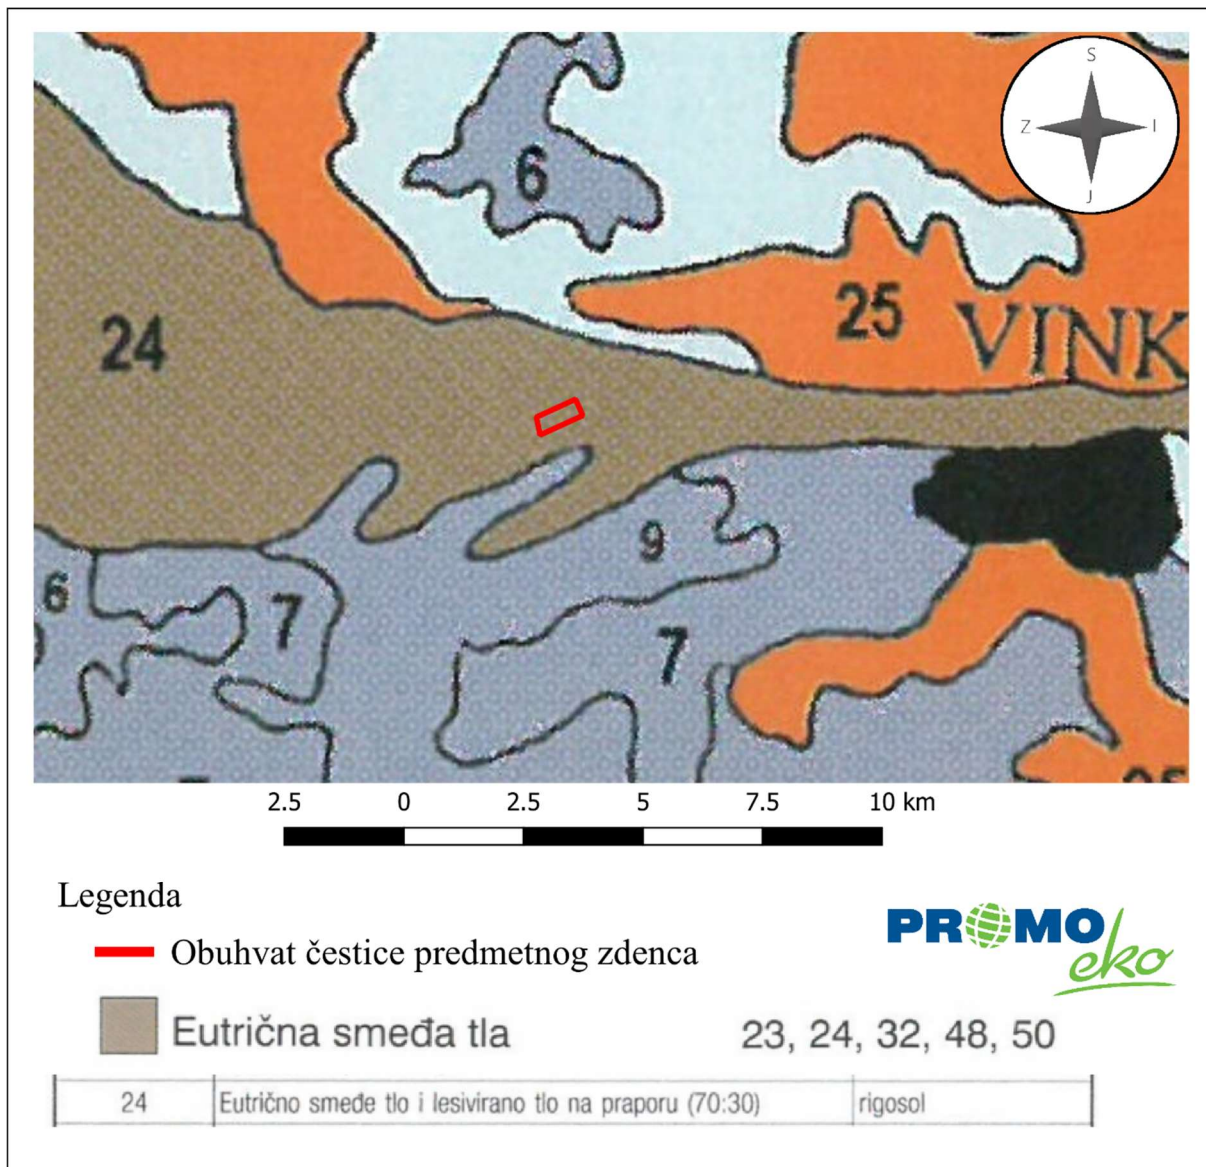 S
Z
I
J
6
25
VINK
24
9
6
7
7
2.5 0 2.5 5 7.5 10 km
Legenda
Obuhvat čestice predmetnog zdenca
PROMO
eko
Eutrična smeđa tla 23, 24, 32, 48, 50
24 Eutrično smeđe tlo i lesivirano tlo na praporu (70:30) rigosol